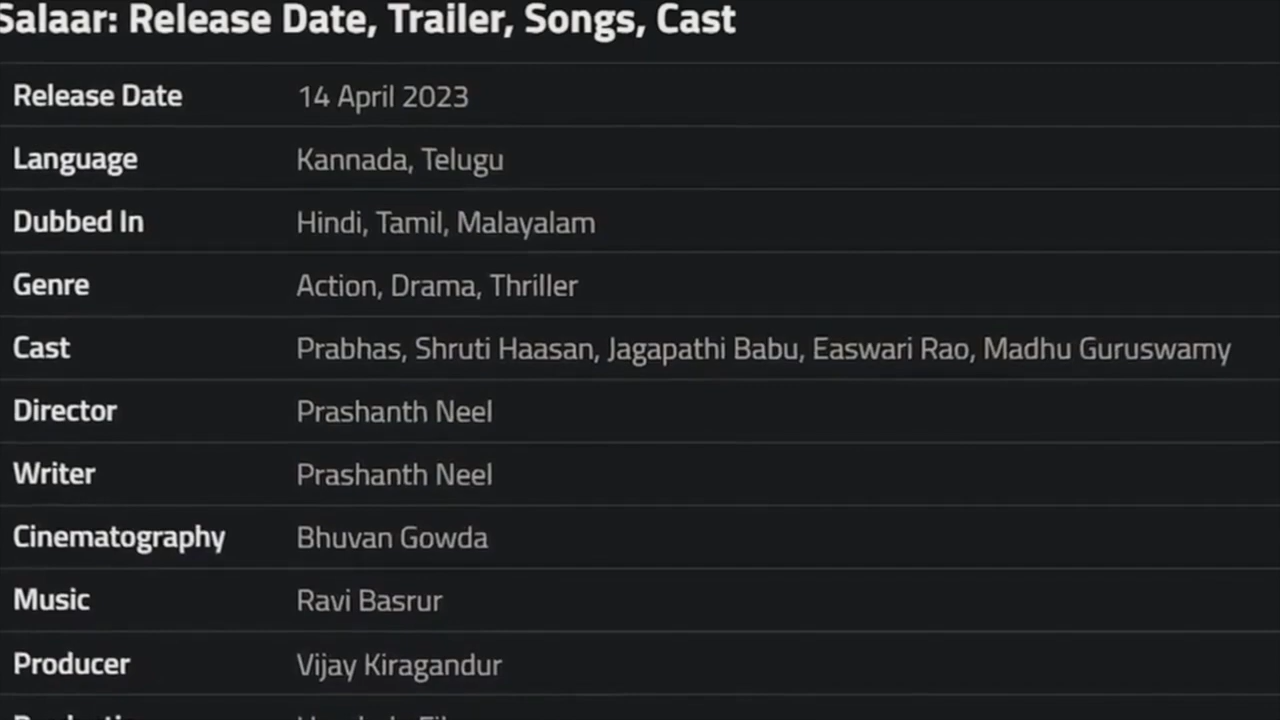 Salaar: Release Date, Trailer, Songs, Cast
Release Date 14 April 2023
Language Kannada, Telugu
Dubbed In Hindi, Tamil, Malayalam
Genre Action, Drama, Thriller
Cast Prabhas, Shruti Haasan, Jagapathi Babu, Easwari Rao, Madhu Guruswamy
Director Prashanth Neel
Writer Prashanth Neel
Cinematography Bhuvan Gowda
Music Ravi Basrur
Producer Vijay Kiragandur